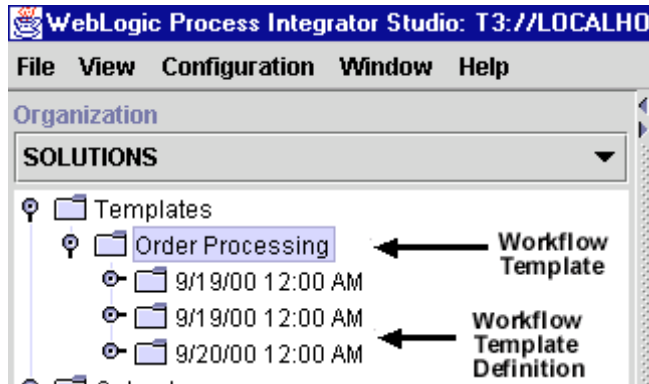 WebLogic Process Integrator Studio: T3://LOCALHO
File View Configuration Window Help
Organization
SOLUTIONS
Templates
Order Processing
Workflow
Template
9/19/00 12:00 AM
9/19/00 12:00 AM
9/20/00 12:00 AM
Workflow
Template
Definition